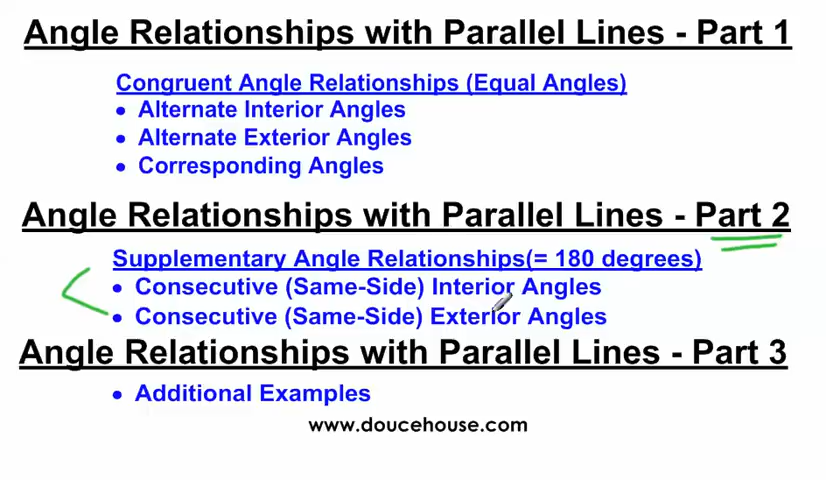 Angle Relationships with Parallel Lines - Part 1
Congruent Angle Relationships (Equal Angles)
• Alternate Interior Angles
• Alternate Exterior Angles
• Corresponding Angles
Angle Relationships with Parallel Lines - Part 2
Supplementary Angle Relationships(= 180 degrees)
• Consecutive (Same-Side) Interior Angles
• Consecutive (Same-Side) Exterior Angles
Angle Relationships with Parallel Lines - Part 3
• Additional Examples
www.doucehouse.com